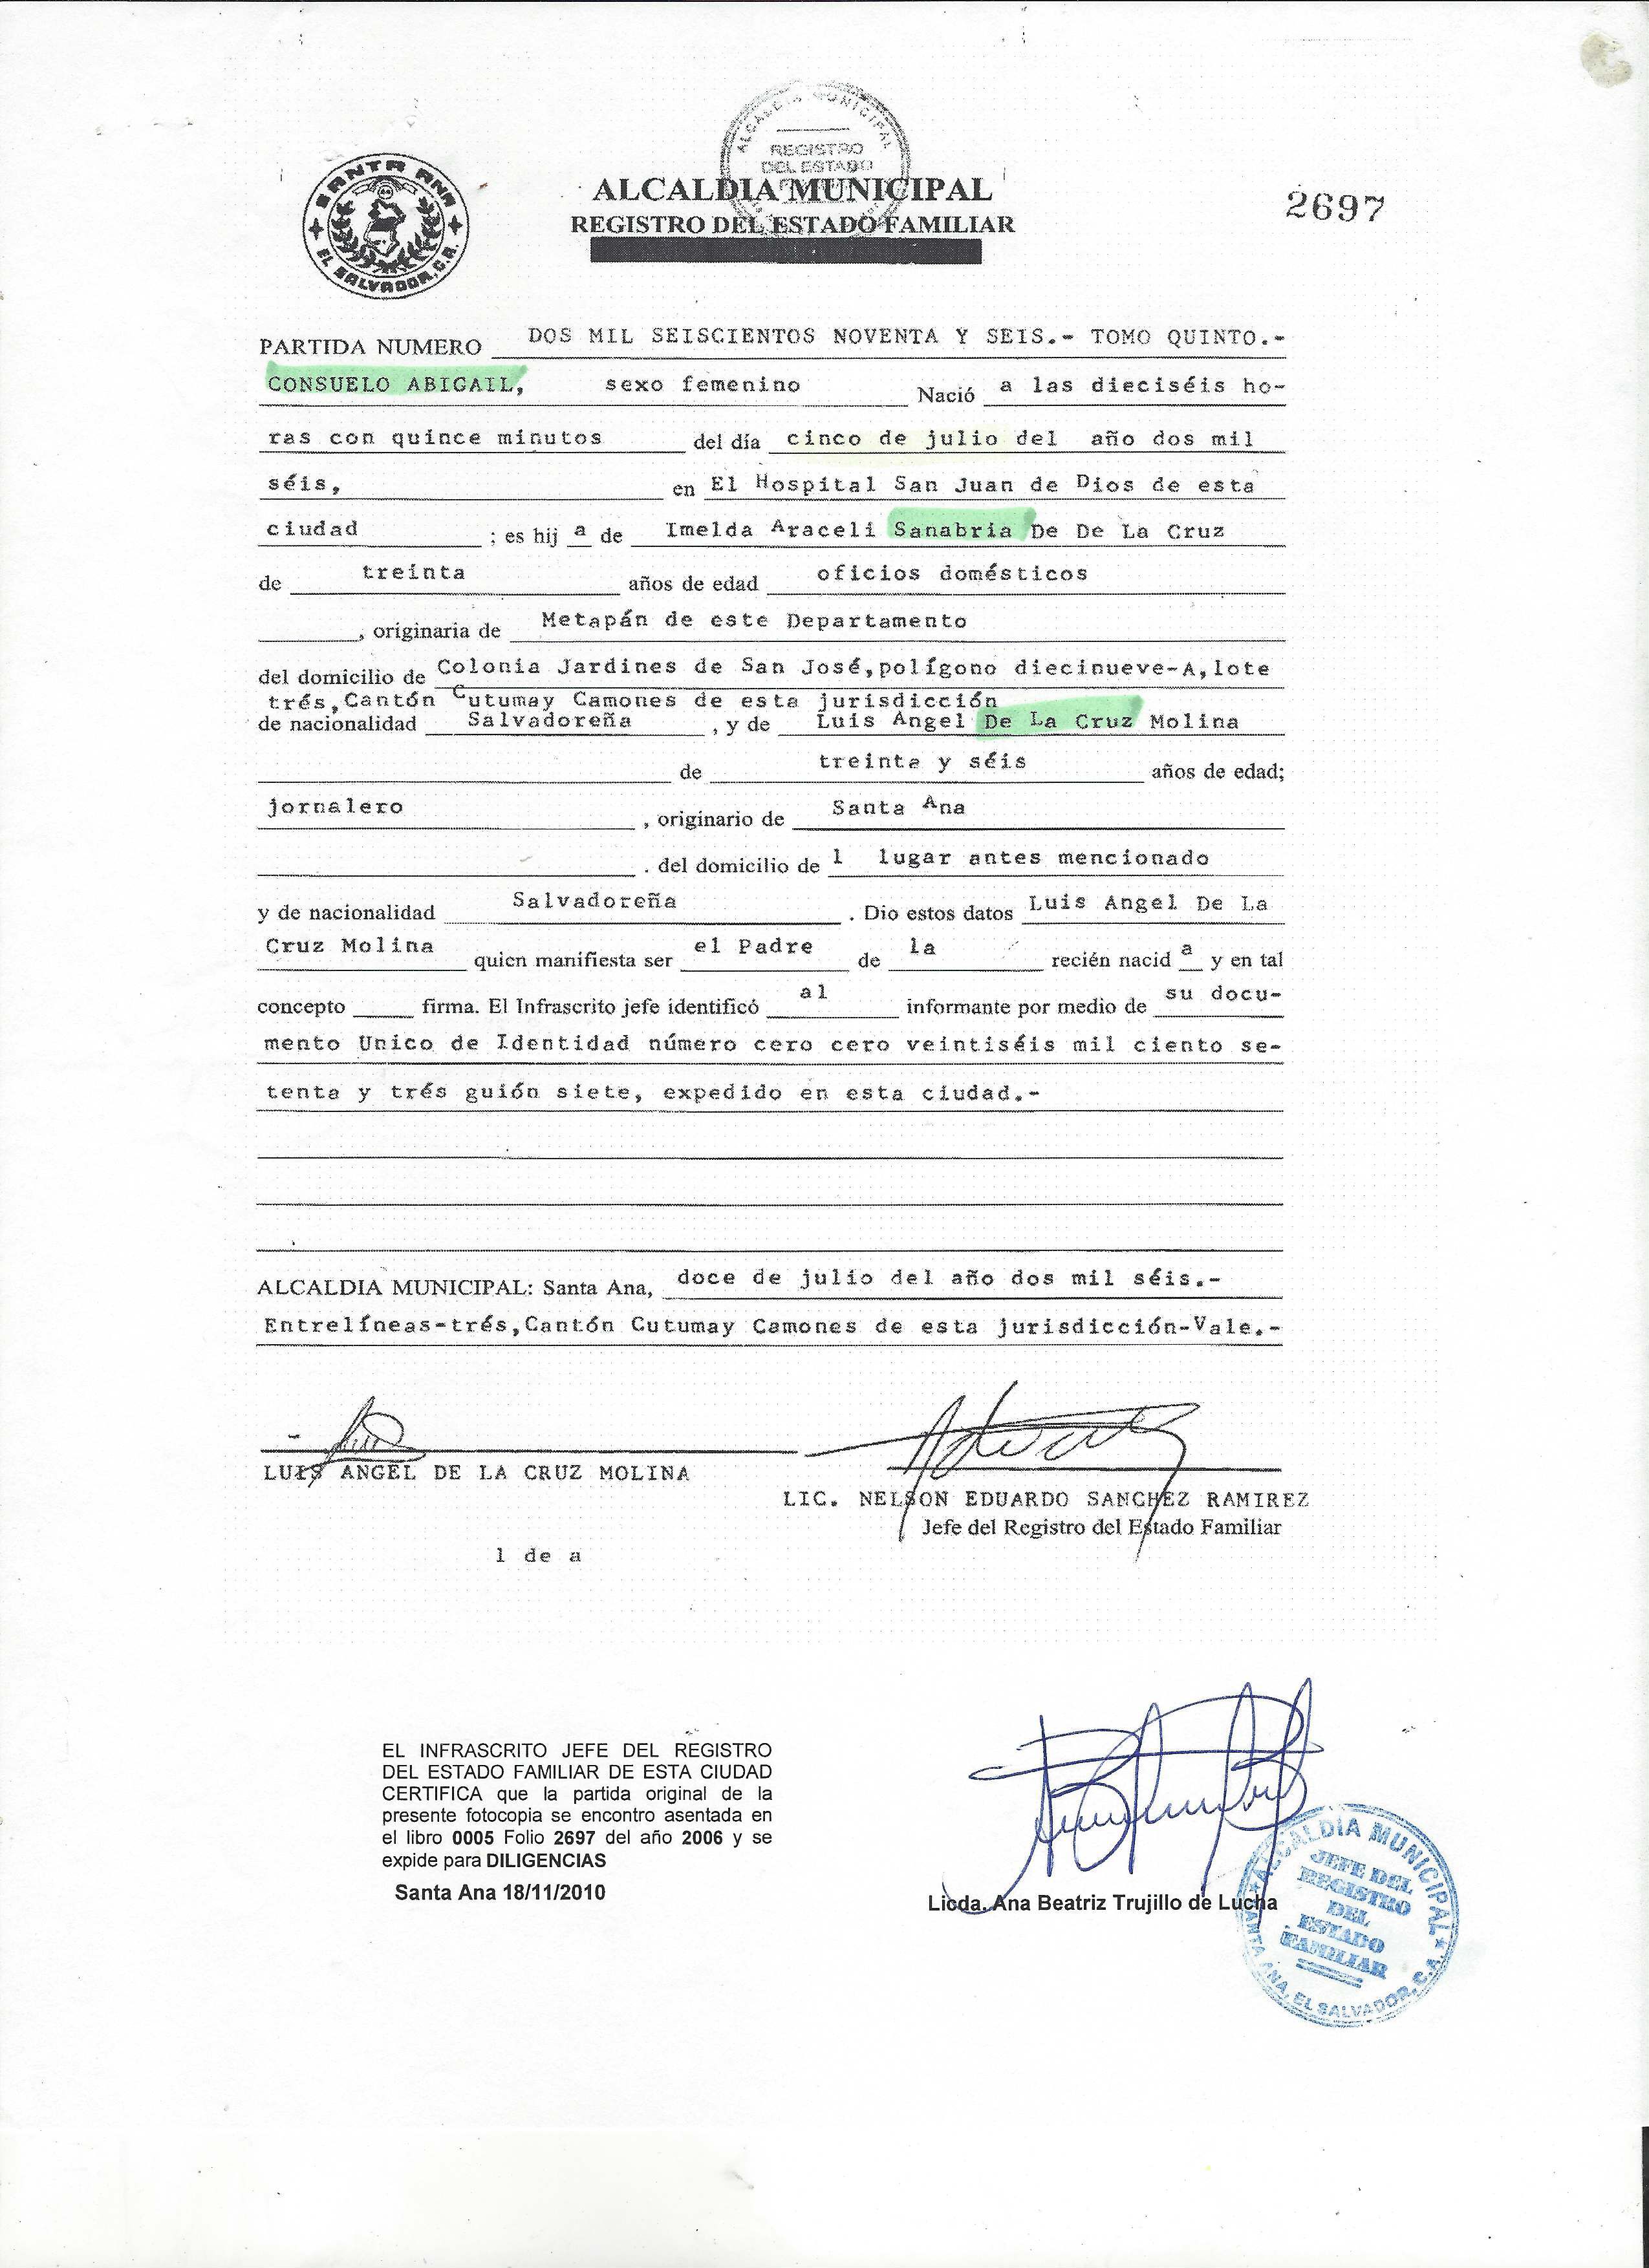 ALCALDIA MUNICIPAL
REGISTRO DEL ESTADO
SANTA ANA
EL SALVADOR, C.A.
ALCALDIA MUNICIPAL
REGISTRO DEL ESTADO FAMILIAR
2697
PARTIDA NUMERO DOS MIL SEISCIENTOS NOVENTA Y SEIS.- TOMO QUINTO.-
CONSUELO ABIGAIL, sexo femenino Nació a las dieciséis ho-
ras con quince minutos del día cinco de julio del año dos mil
séis, en El Hospital San Juan de Dios de esta
ciudad ; es hij a de Imelda Araceli Sanabria De De La Cruz
de treinta años de edad oficios domésticos
, originaria de Metapán de este Departamento
del domicilio de Colonia Jardines de San José,polígono diecinueve-A,lote
trés,Cantón Cutumay Camones de esta jurisdicción
de nacionalidad Salvadoreña , y de Luis Angel De La Cruz Molina
de treinta y séis años de edad;
jornalero , originario de Santa Ana
. del domicilio de l lugar antes mencionado
y de nacionalidad Salvadoreña . Dio estos datos Luis Angel De La
Cruz Molina quien manifiesta ser el Padre de la recién nacid a y en tal
concepto firma. El Infrascrito jefe identificó al informante por medio de su docu-
mento Unico de Identidad número cero cero veintiséis mil ciento se-
tenta y trés guión siete, expedido en esta ciudad.-
ALCALDIA MUNICIPAL: Santa Ana, doce de julio del año dos mil séis.-
Entrelíneas-trés,Cantón Cutumay Camones de esta jurisdicción-Vale.-
LUIS ANGEL DE LA CRUZ MOLINA
LIC. NELSON EDUARDO SANCHEZ RAMIREZ
Jefe del Registro del Estado Familiar
l de a
EL INFRASCRITO JEFE DEL REGISTRO
DEL ESTADO FAMILIAR DE ESTA CIUDAD
CERTIFICA que la partida original de la
presente fotocopia se encontro asentada en
el libro 0005 Folio 2697 del año 2006 y se
expide para DILIGENCIAS
Santa Ana 18/11/2010
Licda. Ana Beatriz Trujillo de Lucha
ALCALDIA MUNICIPAL
JEFE DEL
REGISTRO
DEL
ESTADO
FAMILIAR
SANTA ANA, EL SALVADOR, C.A.